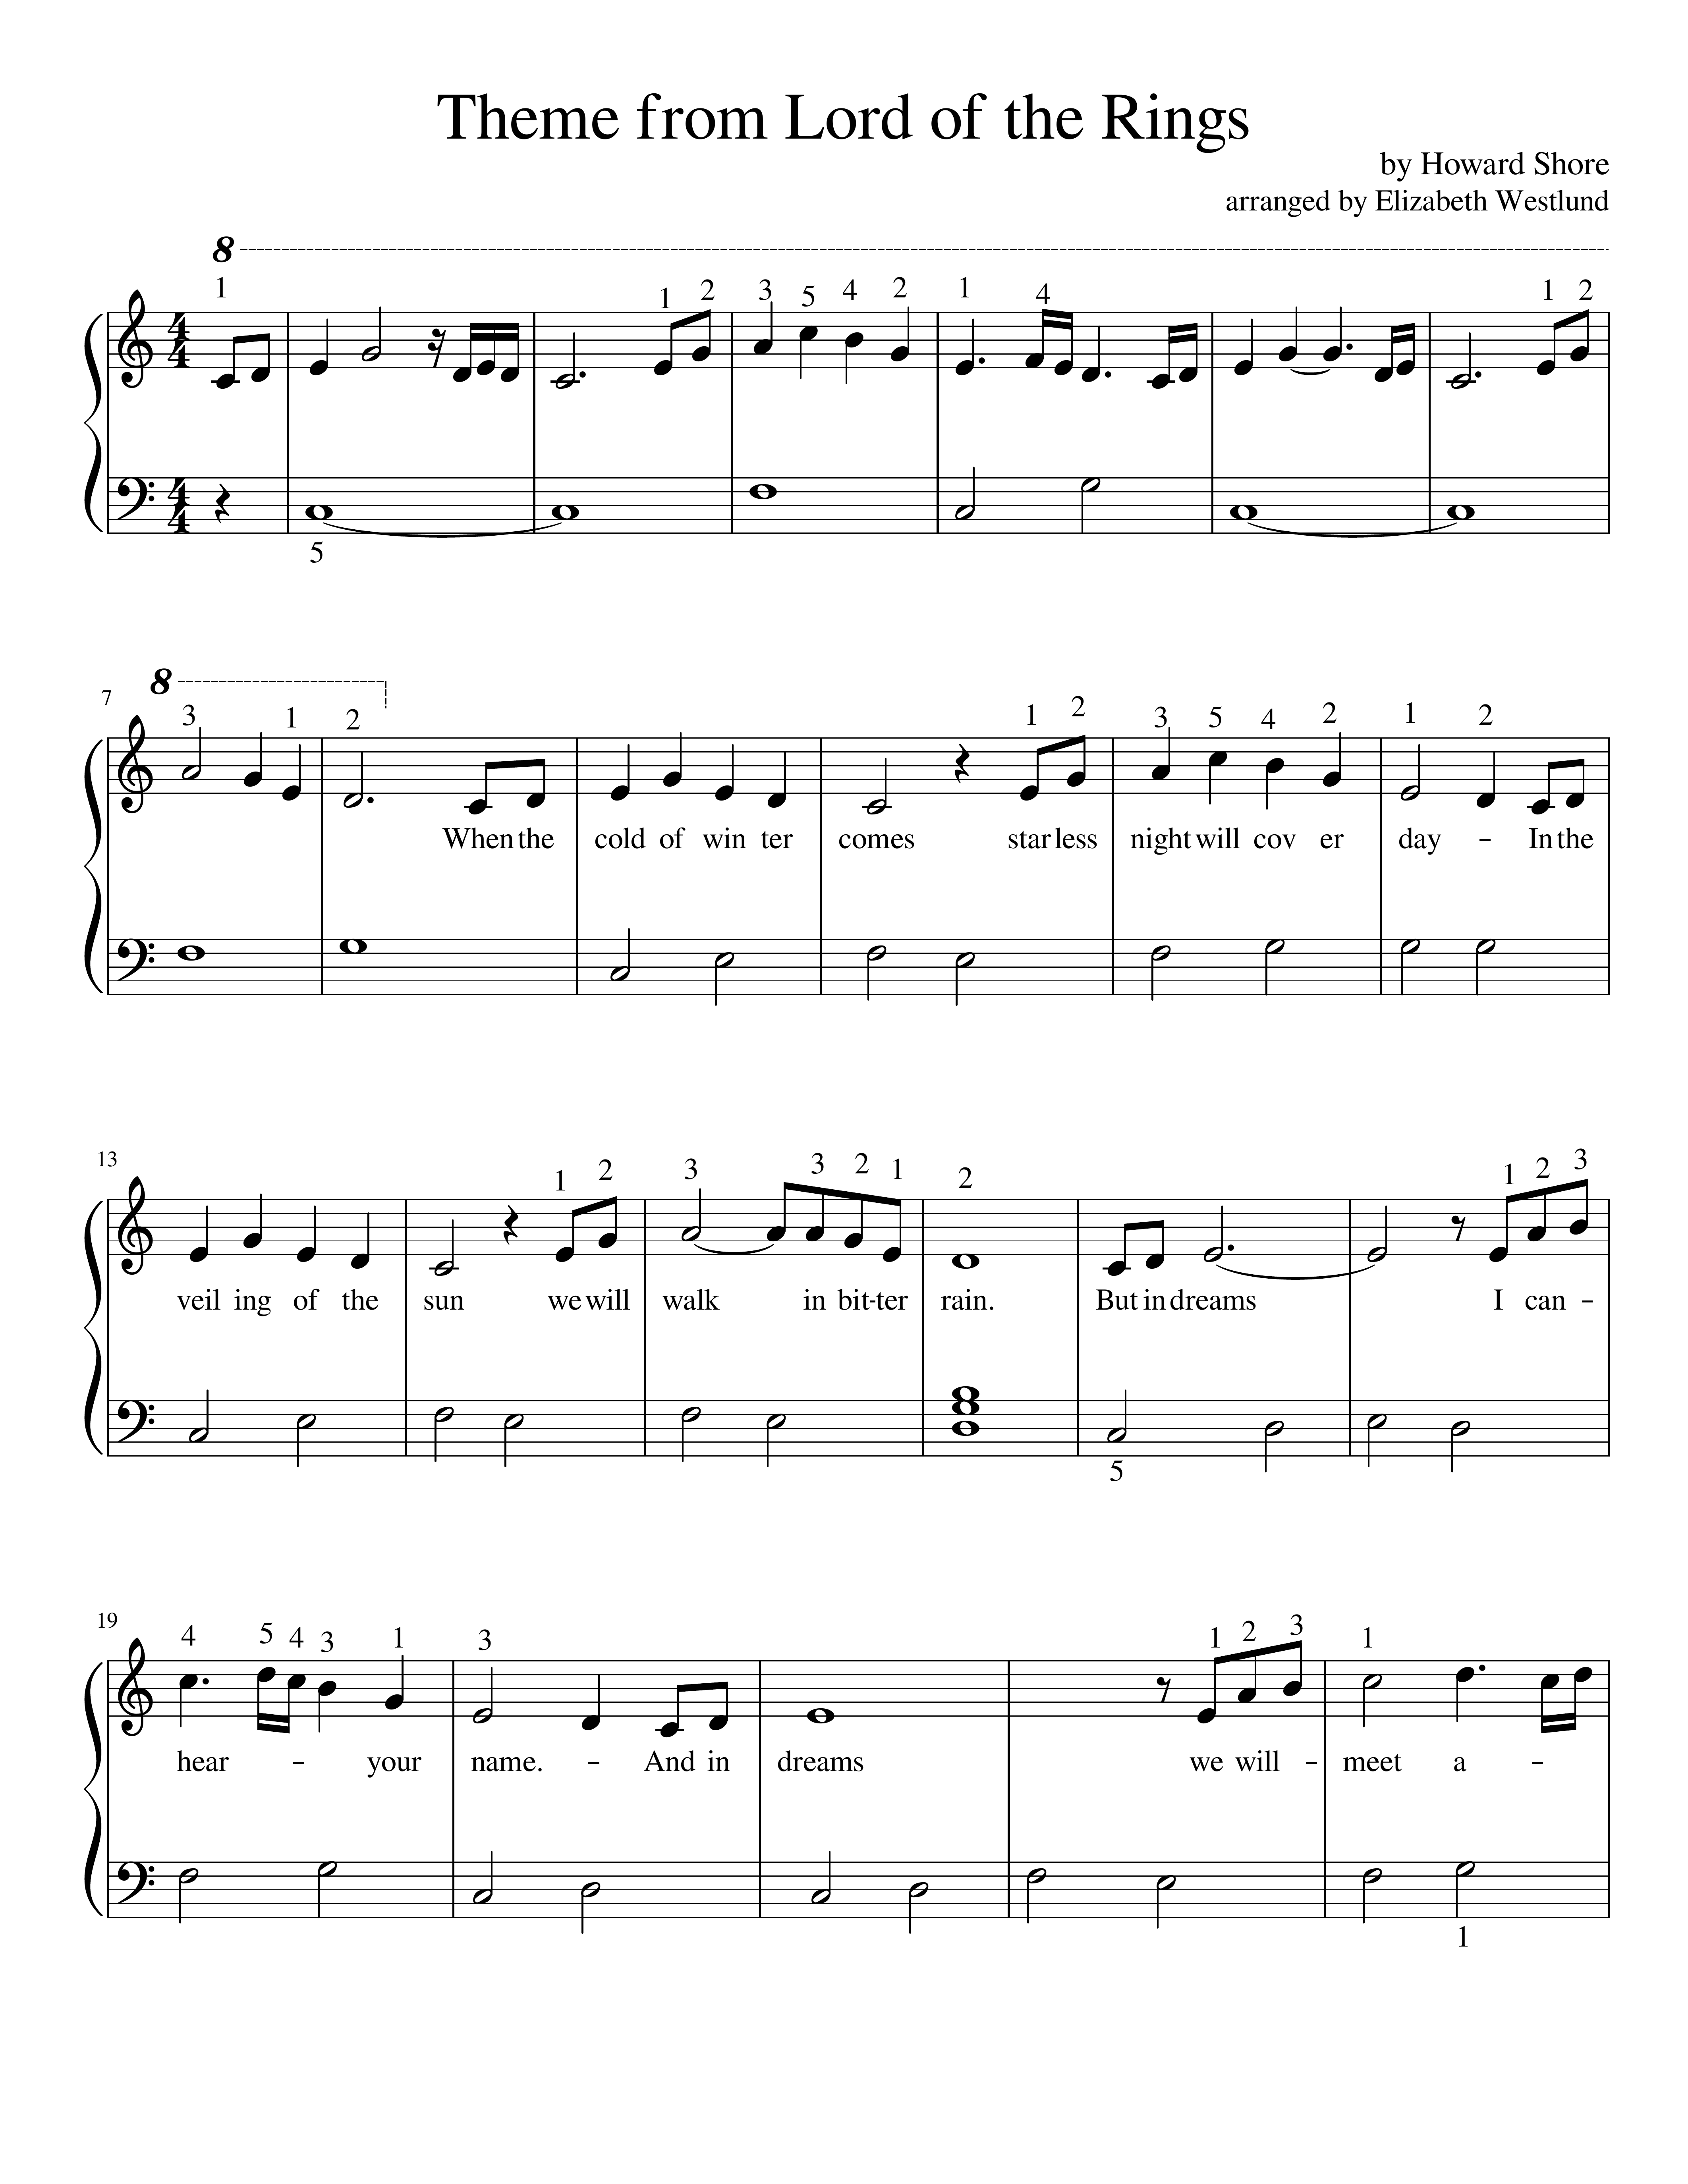 Theme from Lord of the Rings
by Howard Shore
arranged by Elizabeth Westlund
8
1 1 2 3 5 4 2 1 4 1 2
4 4
4 4
5
8
7
3 1 2 1 2 3 5 4 2 1 2
When the cold of win ter comes star less night will cov er day - In the
13
1 2 3 3 2 1 2 1 2 3
veil ing of the sun we will walk in bit-ter rain. But in dreams I can -
5
19
4 5 4 3 1 3 1 2 3 1
hear - - your name. - And in dreams we will - meet a -
1